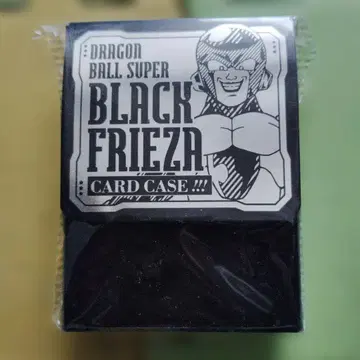 DRAGON
BALL SUPER
BLACK
FRIEZA
CARD CASE !!!